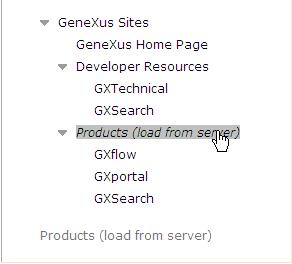 GeneXus Sites
GeneXus Home Page
Developer Resources
GXTechnical
GXSearch
Products (load from server)
GXflow
GXportal
GXSearch
Products (load from server)